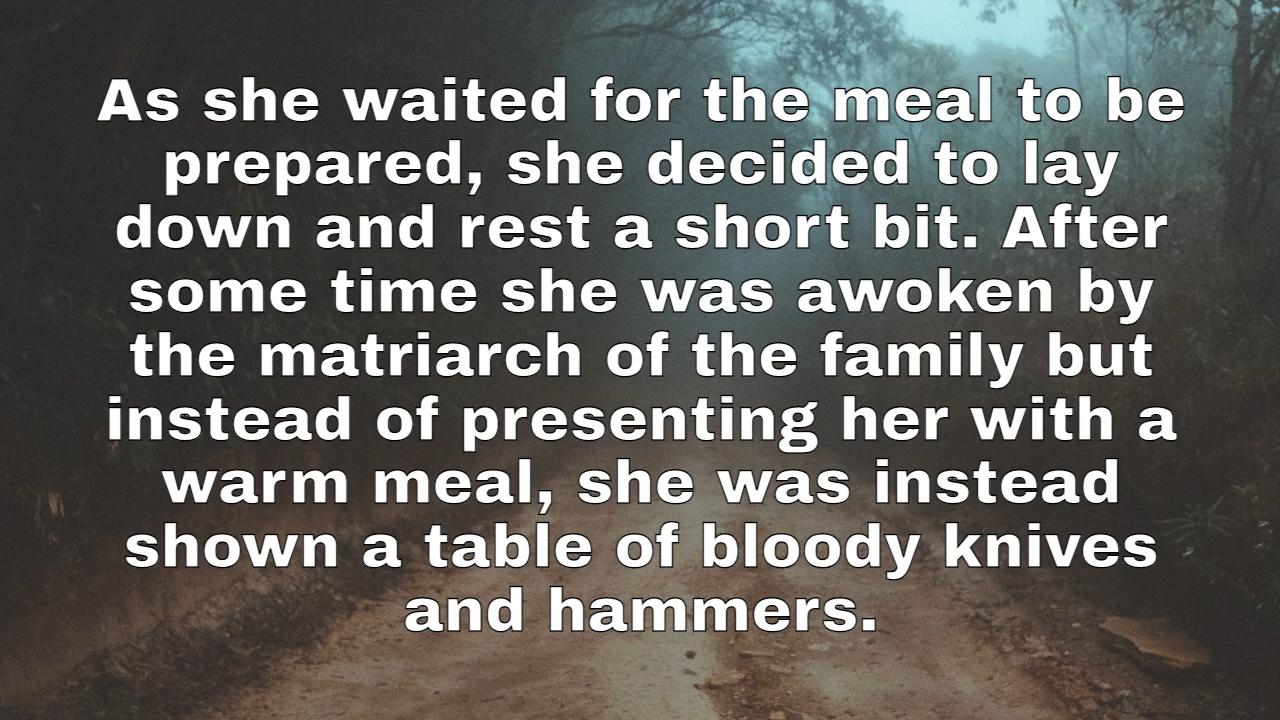 As she waited for the meal to be
prepared, she decided to lay
down and rest a short bit. After
some time she was awoken by
the matriarch of the family but
instead of presenting her with a
warm meal, she was instead
shown a table of bloody knives
and hammers.